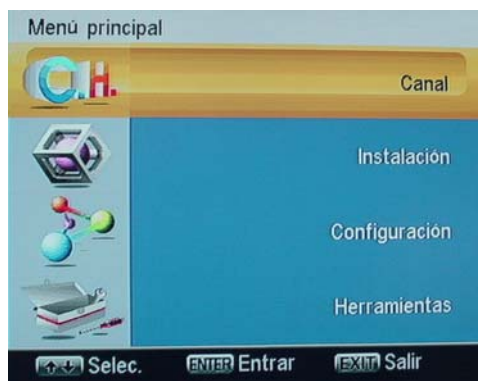 Menú principal
C.H.
Canal
Instalación
Configuración
Herramientas
Selec. ENTER Entrar EXIT Salir